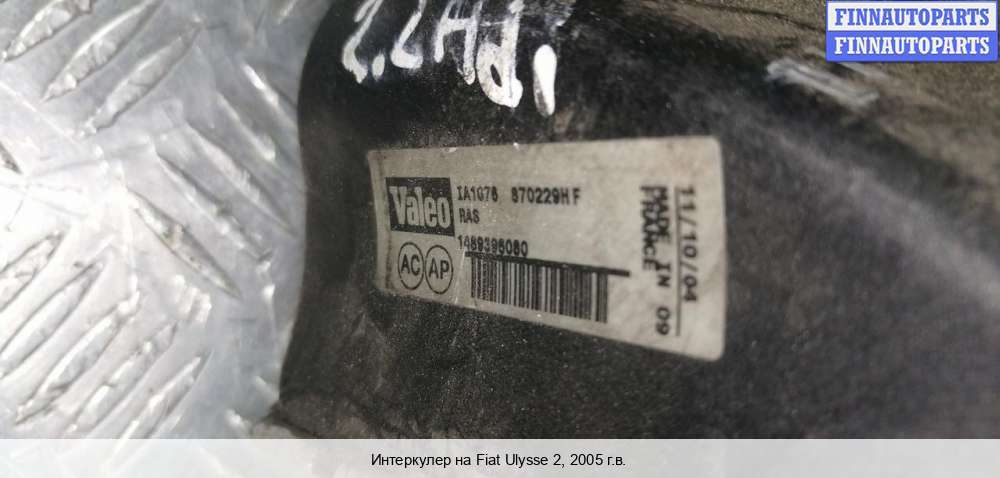 FINNAUTOPARTS
FINNAUTOPARTS
2.2Hdi
Valeo
IA1076 870229HF
RAS
1489396080
AC AP
11/10/04
MADE IN 09
FRANCE
Интеркулер на Fiat Ulysse 2, 2005 г.в.